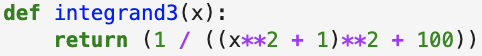 def integrand3(x):
    return (1 / ((x**2 + 1)**2 + 100))